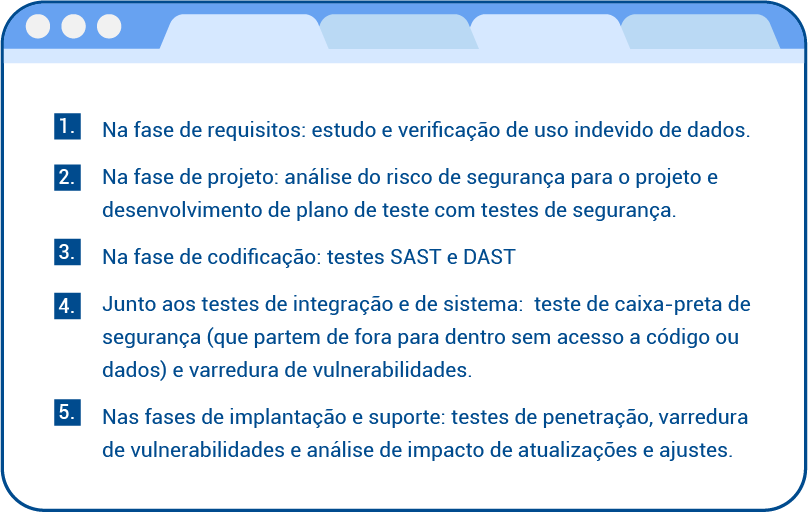 1. Na fase de requisitos: estudo e verificação de uso indevido de dados.
2. Na fase de projeto: análise do risco de segurança para o projeto e
desenvolvimento de plano de teste com testes de segurança.
3. Na fase de codificação: testes SAST e DAST
4. Junto aos testes de integração e de sistema: teste de caixa-preta de
segurança (que partem de fora para dentro sem acesso a código ou
dados) e varredura de vulnerabilidades.
5. Nas fases de implantação e suporte: testes de penetração, varredura
de vulnerabilidades e análise de impacto de atualizações e ajustes.